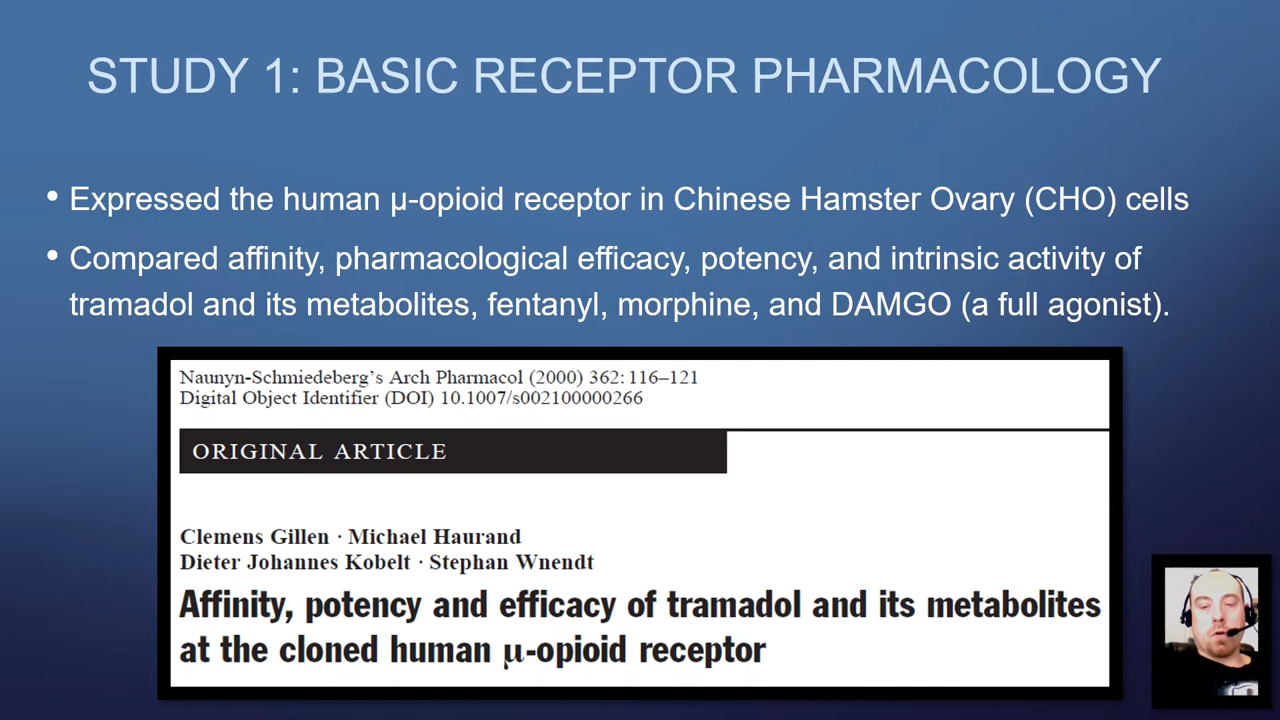 STUDY 1: BASIC RECEPTOR PHARMACOLOGY
• Expressed the human µ-opioid receptor in Chinese Hamster Ovary (CHO) cells
• Compared affinity, pharmacological efficacy, potency, and intrinsic activity of
tramadol and its metabolites, fentanyl, morphine, and DAMGO (a full agonist).
Naunyn-Schmiedeberg’s Arch Pharmacol (2000) 362: 116–121
Digital Object Identifier (DOI) 10.1007/s002100000266
ORIGINAL ARTICLE
Clemens Gillen · Michael Haurand
Dieter Johannes Kobelt · Stephan Wnendt
Affinity, potency and efficacy of tramadol and its metabolites
at the cloned human µ-opioid receptor